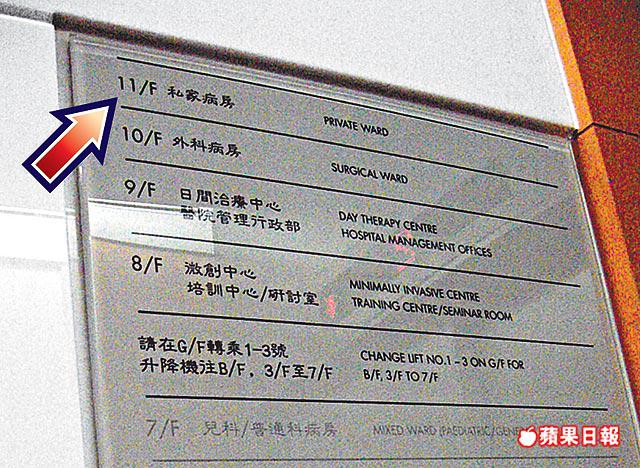 11/F 私家病房 PRIVATE WARD
10/F 外科病房 SURGICAL WARD
9/F 日間治療中心 DAY THERAPY CENTRE
醫院管理行政部 HOSPITAL MANAGEMENT OFFICES
8/F 微創中心 MINIMALLY INVASIVE CENTRE
培訓中心/研討室 TRAINING CENTRE/SEMINAR ROOM
請在G/F轉乘1-3號 CHANGE LIFT NO.1-3 ON G/F FOR
升降機往B/F, 3/F至7/F B/F, 3/F TO 7/F
7/F 兒科/普通科病房 MIXED WARD (PAEDIATRIC/
蘋果日報